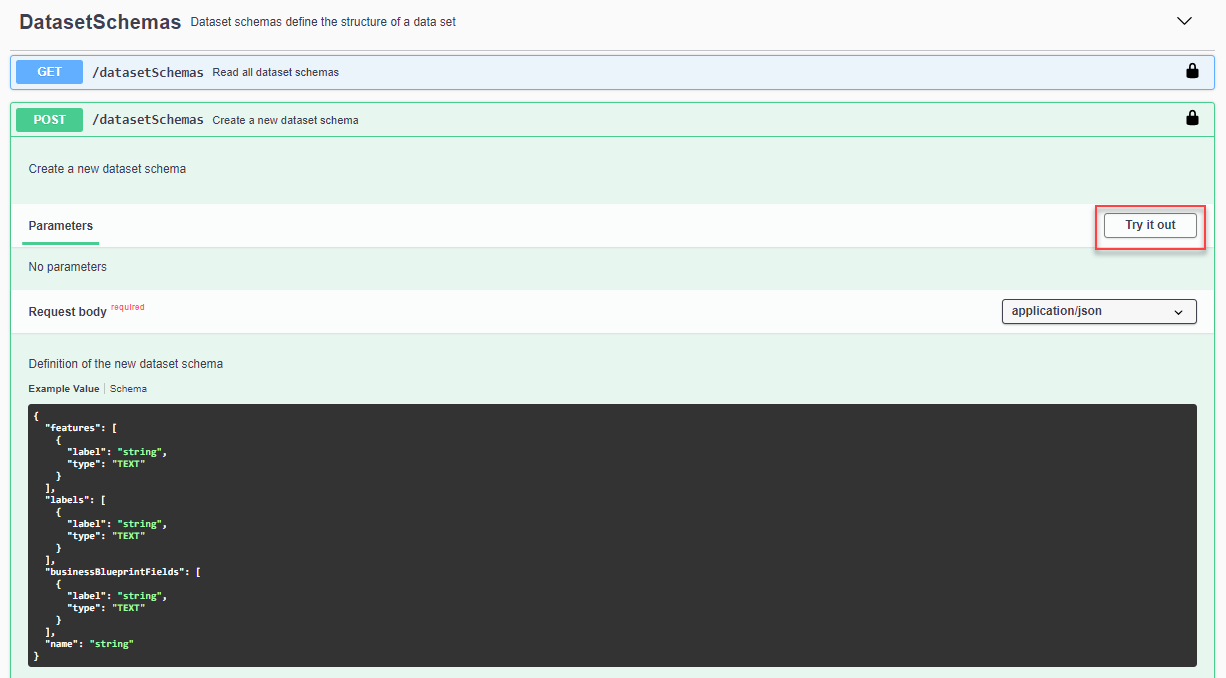 DatasetSchemas Dataset schemas define the structure of a data set
GET /datasetSchemas Read all dataset schemas
POST /datasetSchemas Create a new dataset schema
Create a new dataset schema
Parameters Try it out
No parameters
Request body required application/json
Definition of the new dataset schema
Example Value Schema
{
  "features": [
    {
      "label": "string",
      "type": "TEXT"
    }
  ],
  "labels": [
    {
      "label": "string",
      "type": "TEXT"
    }
  ],
  "businessBlueprintFields": [
    {
      "label": "string",
      "type": "TEXT"
    }
  ],
  "name": "string"
}